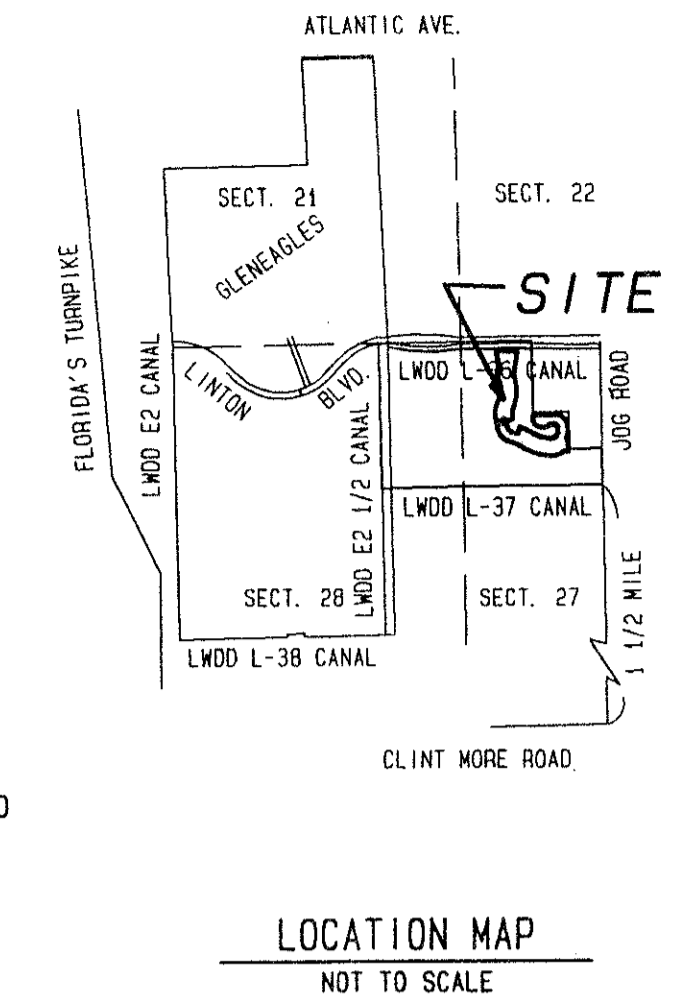 ATLANTIC AVE.
SECT. 21
SECT. 22
GLENEAGLES
SITE
FLORIDA'S TURNPIKE
LWDD E2 CANAL
LINTON BLVD.
LWDD L-36 CANAL
JOG ROAD
LWDD E2 1/2 CANAL
LWDD L-37 CANAL
SECT. 28
SECT. 27
1 1/2 MILE
LWDD L-38 CANAL
CLINT MORE ROAD
LOCATION MAP
NOT TO SCALE